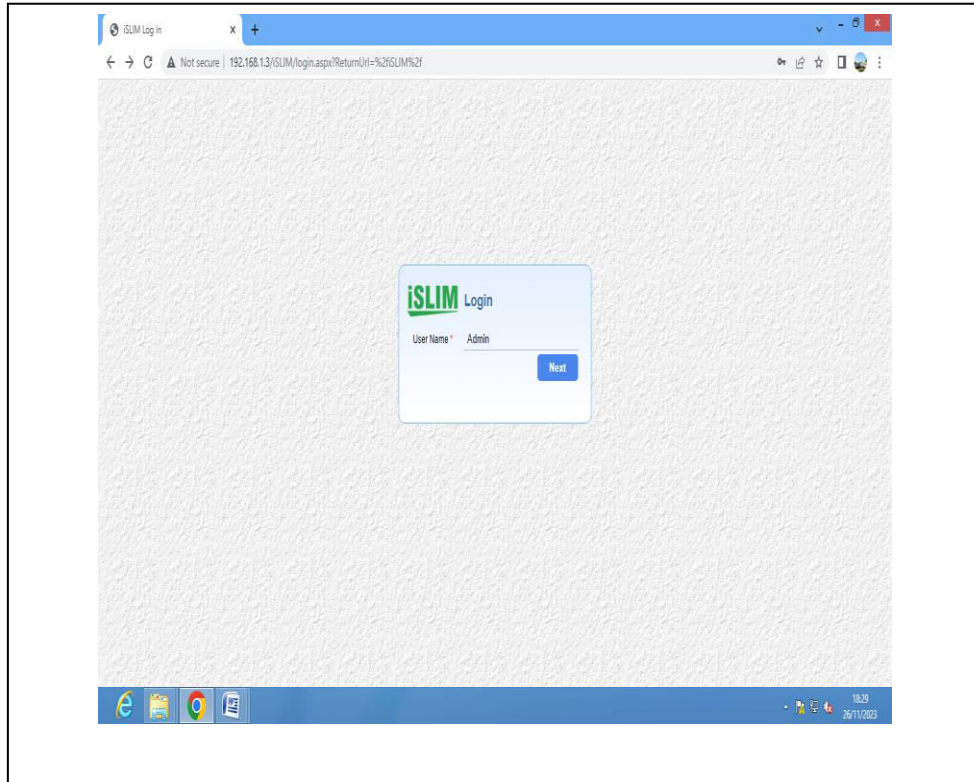 iSLIM Log In
Not secure | 192.168.1.3/iSLIM/login.aspx?ReturnUrl=%2fiSLIM%2f
iSLIM Login
User Name * Admin
Next
18:29
26/11/2023